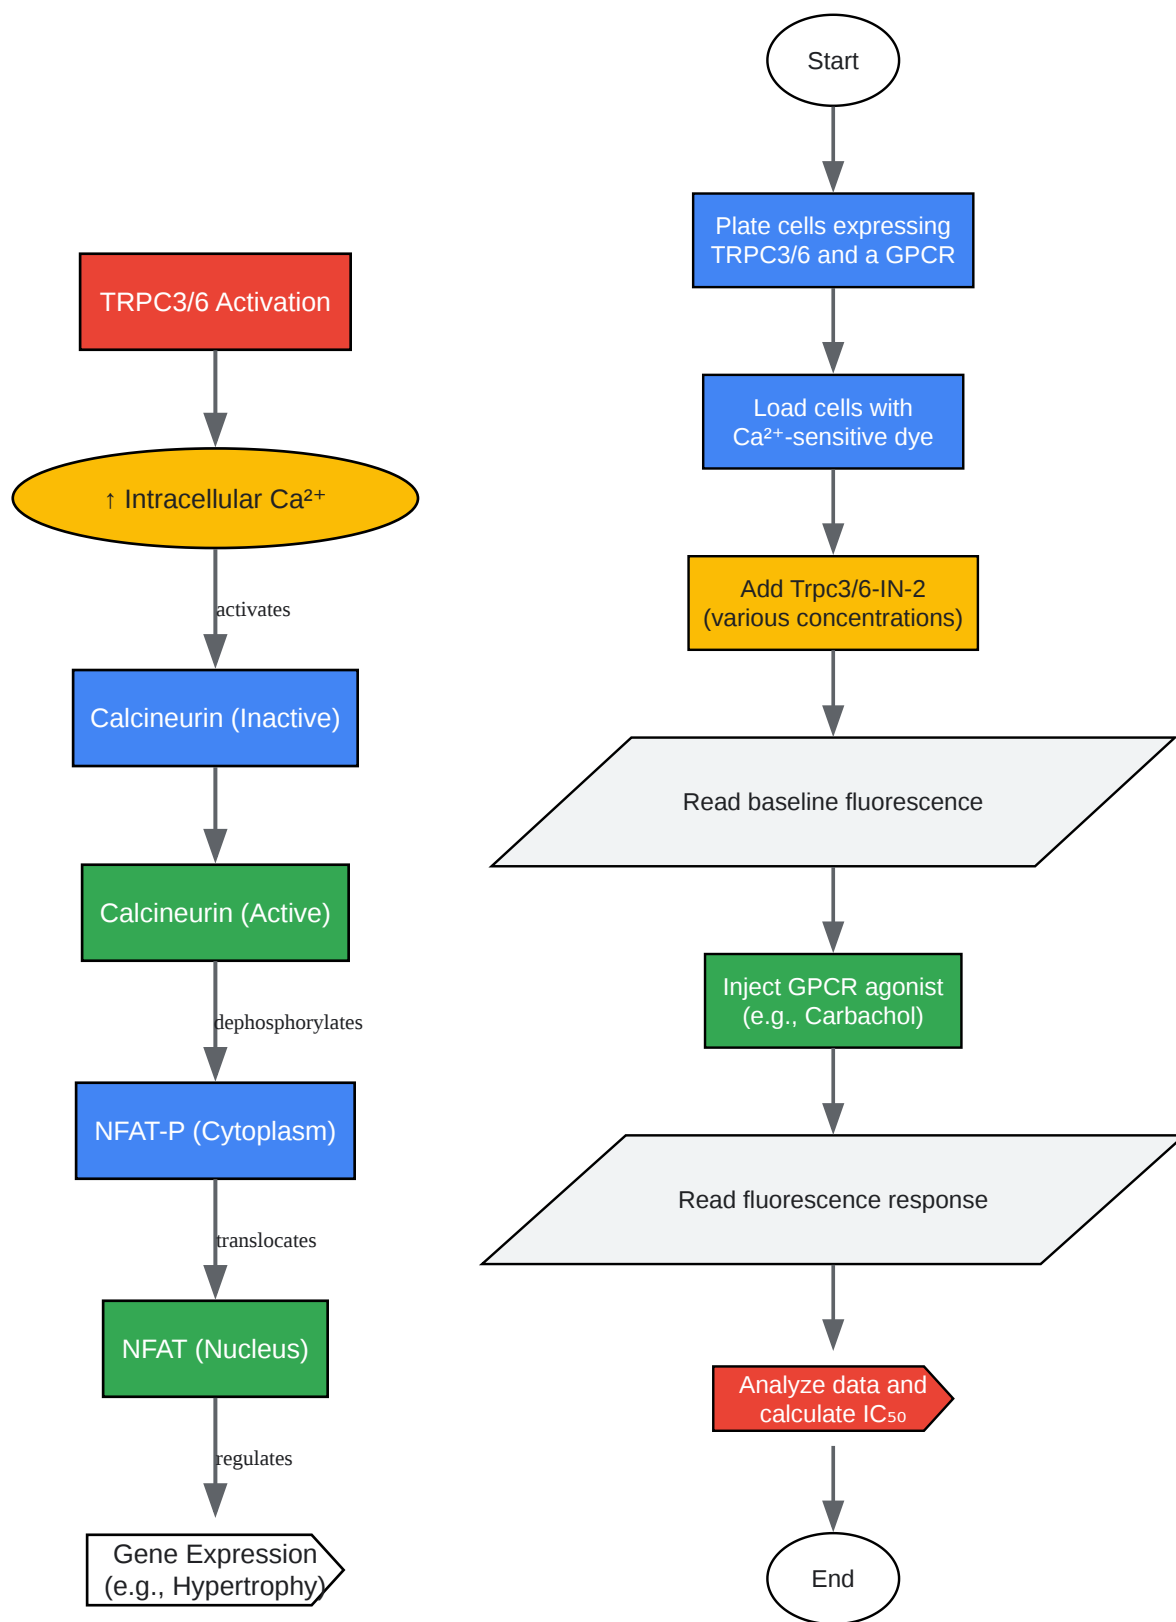 TRPC3/6 Activation
↑ Intracellular Ca²⁺
activates
Calcineurin (Inactive)
Calcineurin (Active)
dephosphorylates
NFAT-P (Cytoplasm)
translocates
NFAT (Nucleus)
regulates
Gene Expression
(e.g., Hypertrophy)
Start
Plate cells expressing
TRPC3/6 and a GPCR
Load cells with
Ca²⁺-sensitive dye
Add Trpc3/6-IN-2
(various concentrations)
Read baseline fluorescence
Inject GPCR agonist
(e.g., Carbachol)
Read fluorescence response
Analyze data and
calculate IC₅₀
End